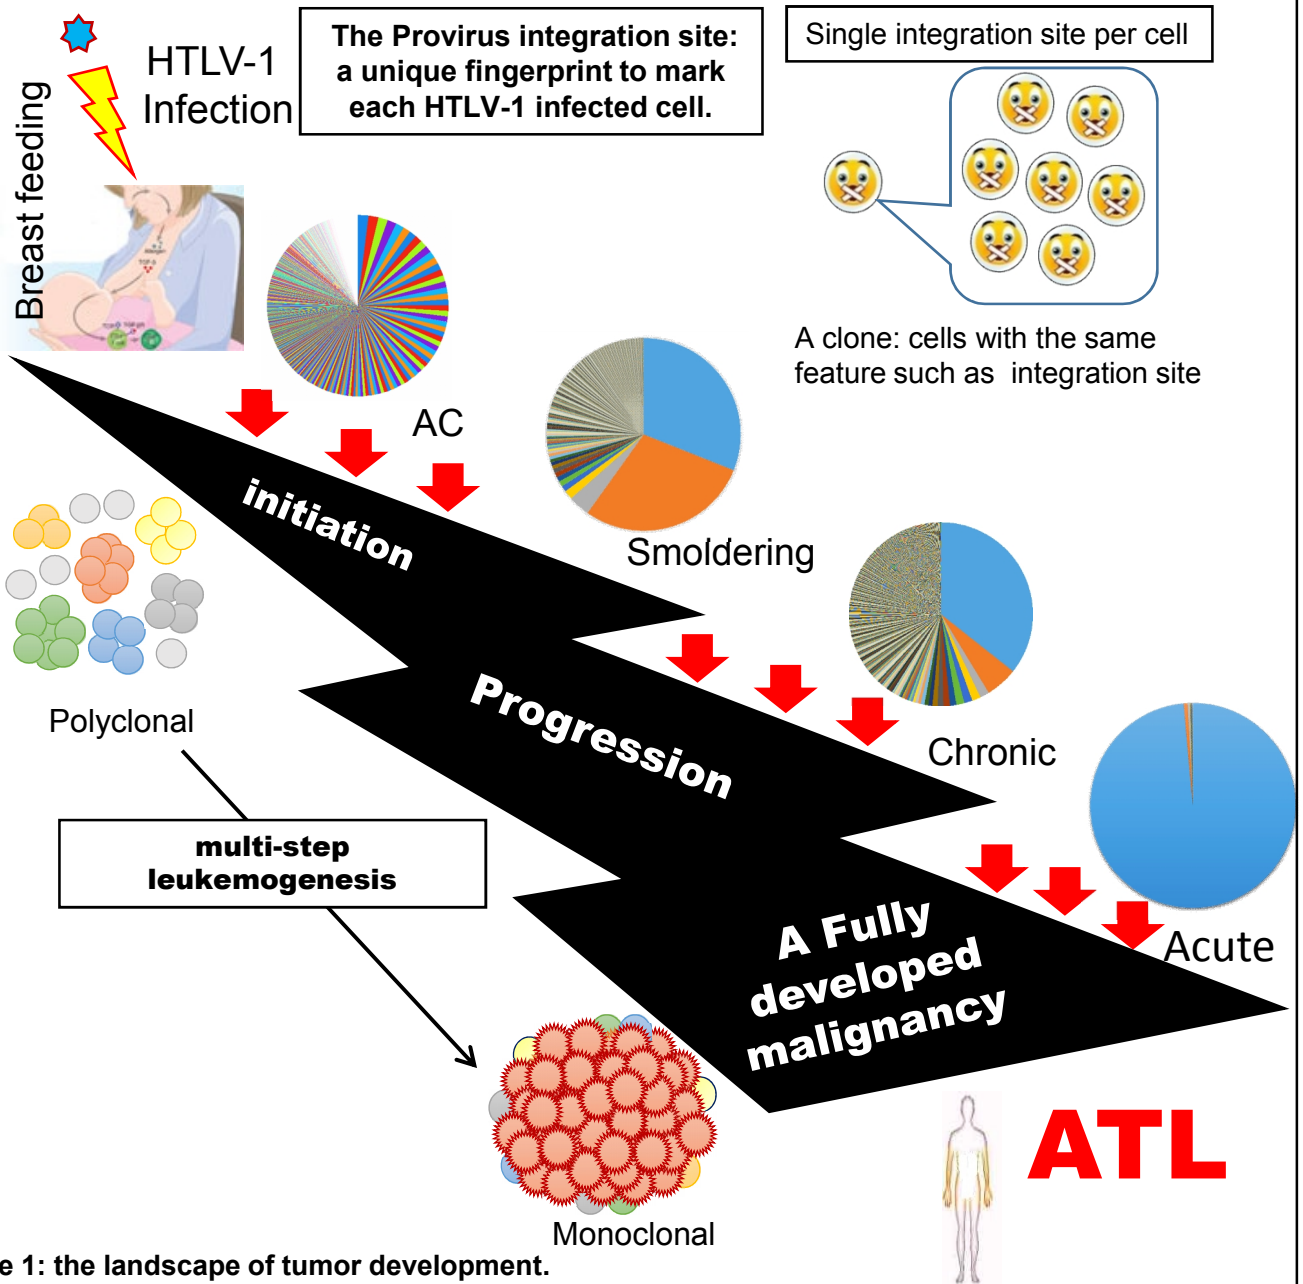 HTLV-1
Infection
Breast feeding
The Provirus integration site:
a unique fingerprint to mark
each HTLV-1 infected cell.
Single integration site per cell
A clone: cells with the same
feature such as integration site
AC
Smoldering
Chronic
Acute
initiation
Progression
A Fully
developed
malignancy
Polyclonal
multi-step
leukemogenesis
Monoclonal
ATL
e 1: the landscape of tumor development.